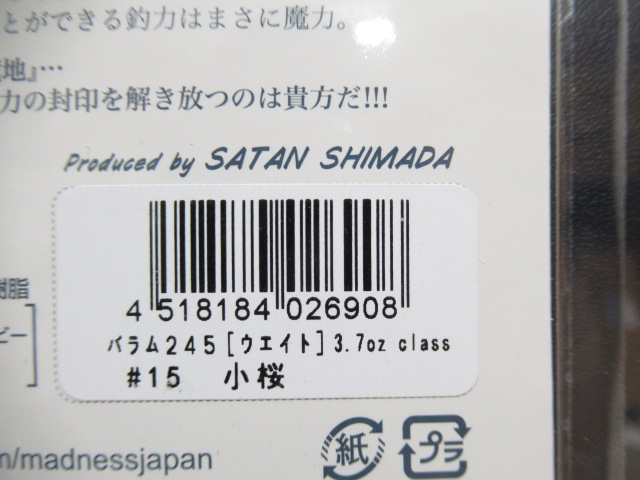 とができる釣力はまさに魔力。
地』…
力の封印を解き放つのは貴方だ!!!
Produced by SATAN SHIMADA
樹脂
ビー
4 518184 026908
バラム245[ウエイト]3.7oz class
#15 小桜
m/madnessjapan
紙
プラ